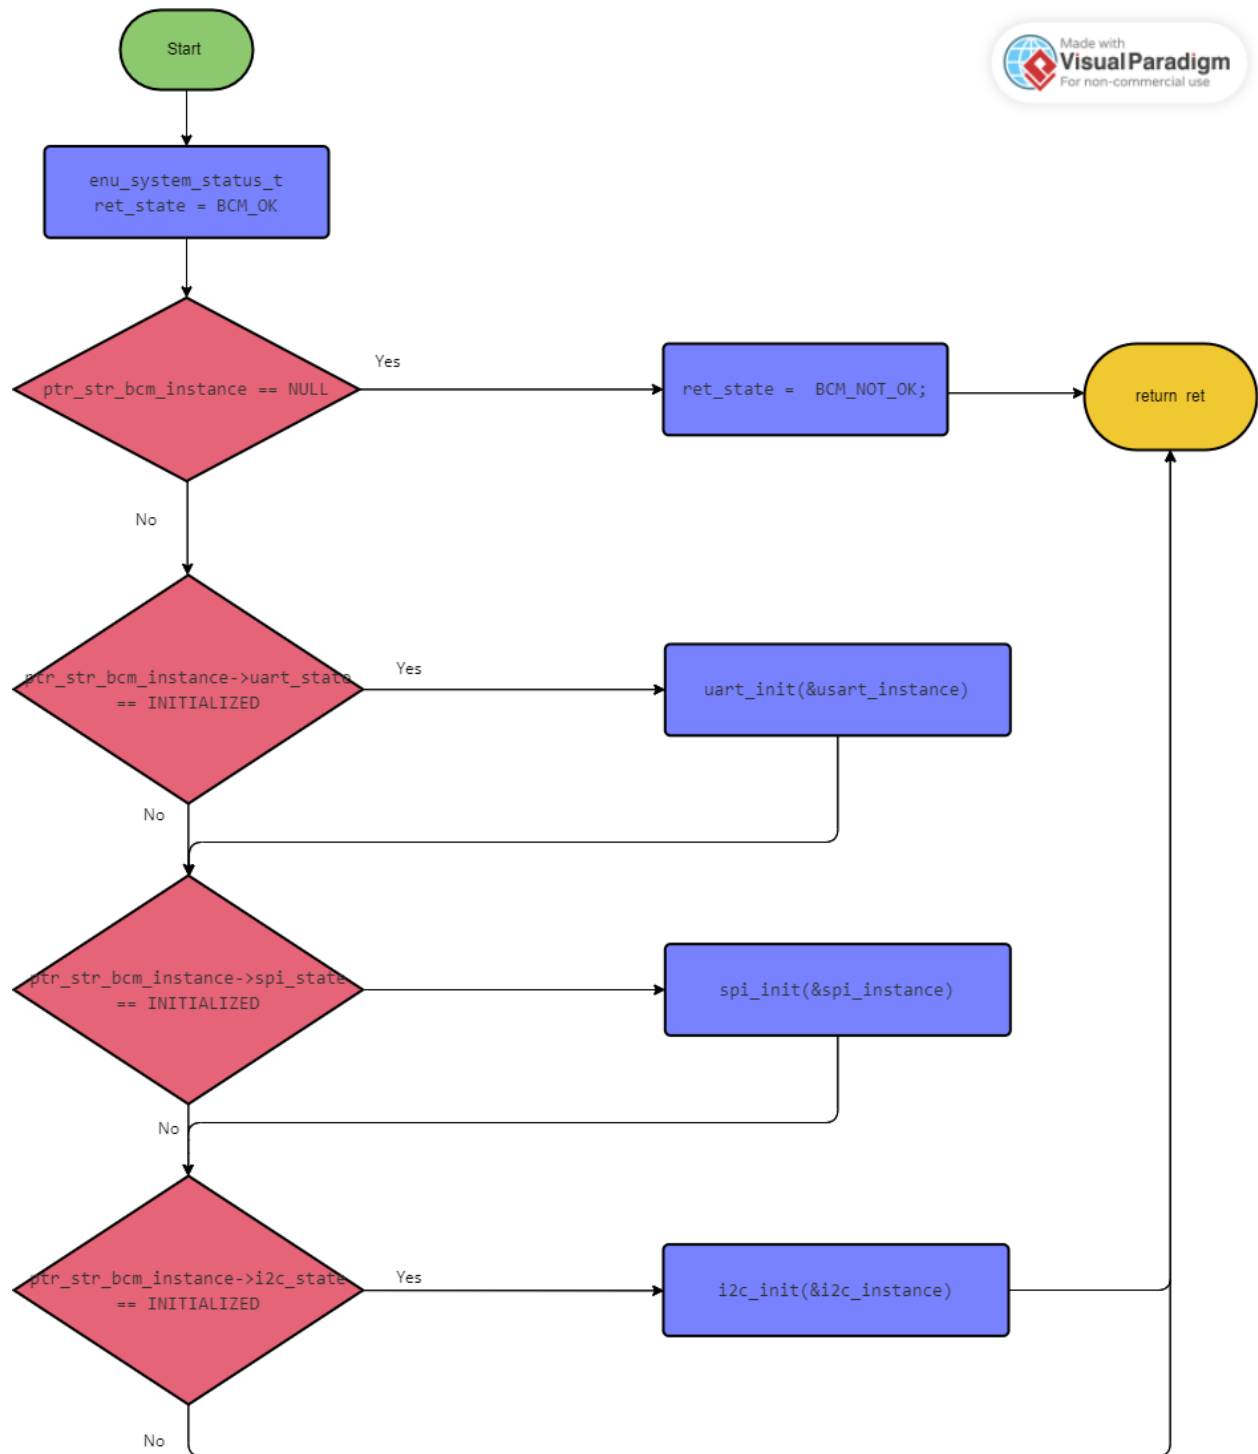 Start
Made with
Visual Paradigm
For non-commercial use
enu_system_status_t
ret_state = BCM_OK
ptr_str_bcm_instance == NULL
Yes
ret_state =  BCM_NOT_OK;
return ret
No
ptr_str_bcm_instance->uart_state
== INITIALIZED
Yes
uart_init(&usart_instance)
No
ptr_str_bcm_instance->spi_state
== INITIALIZED
spi_init(&spi_instance)
No
ptr_str_bcm_instance->i2c_state
== INITIALIZED
Yes
i2c_init(&i2c_instance)
No